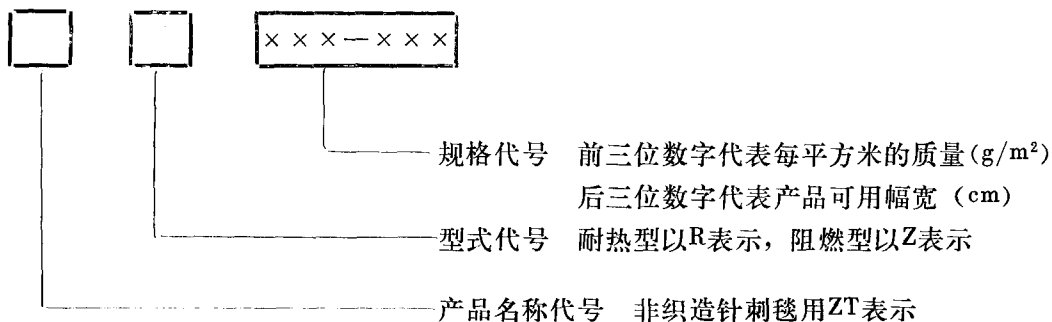 ×××—×××
规格代号 前三位数字代表每平方米的质量(g/m²)
后三位数字代表产品可用幅宽 (cm)
型式代号 耐热型以R表示，阻燃型以Z表示
产品名称代号 非织造针刺毯用ZT表示